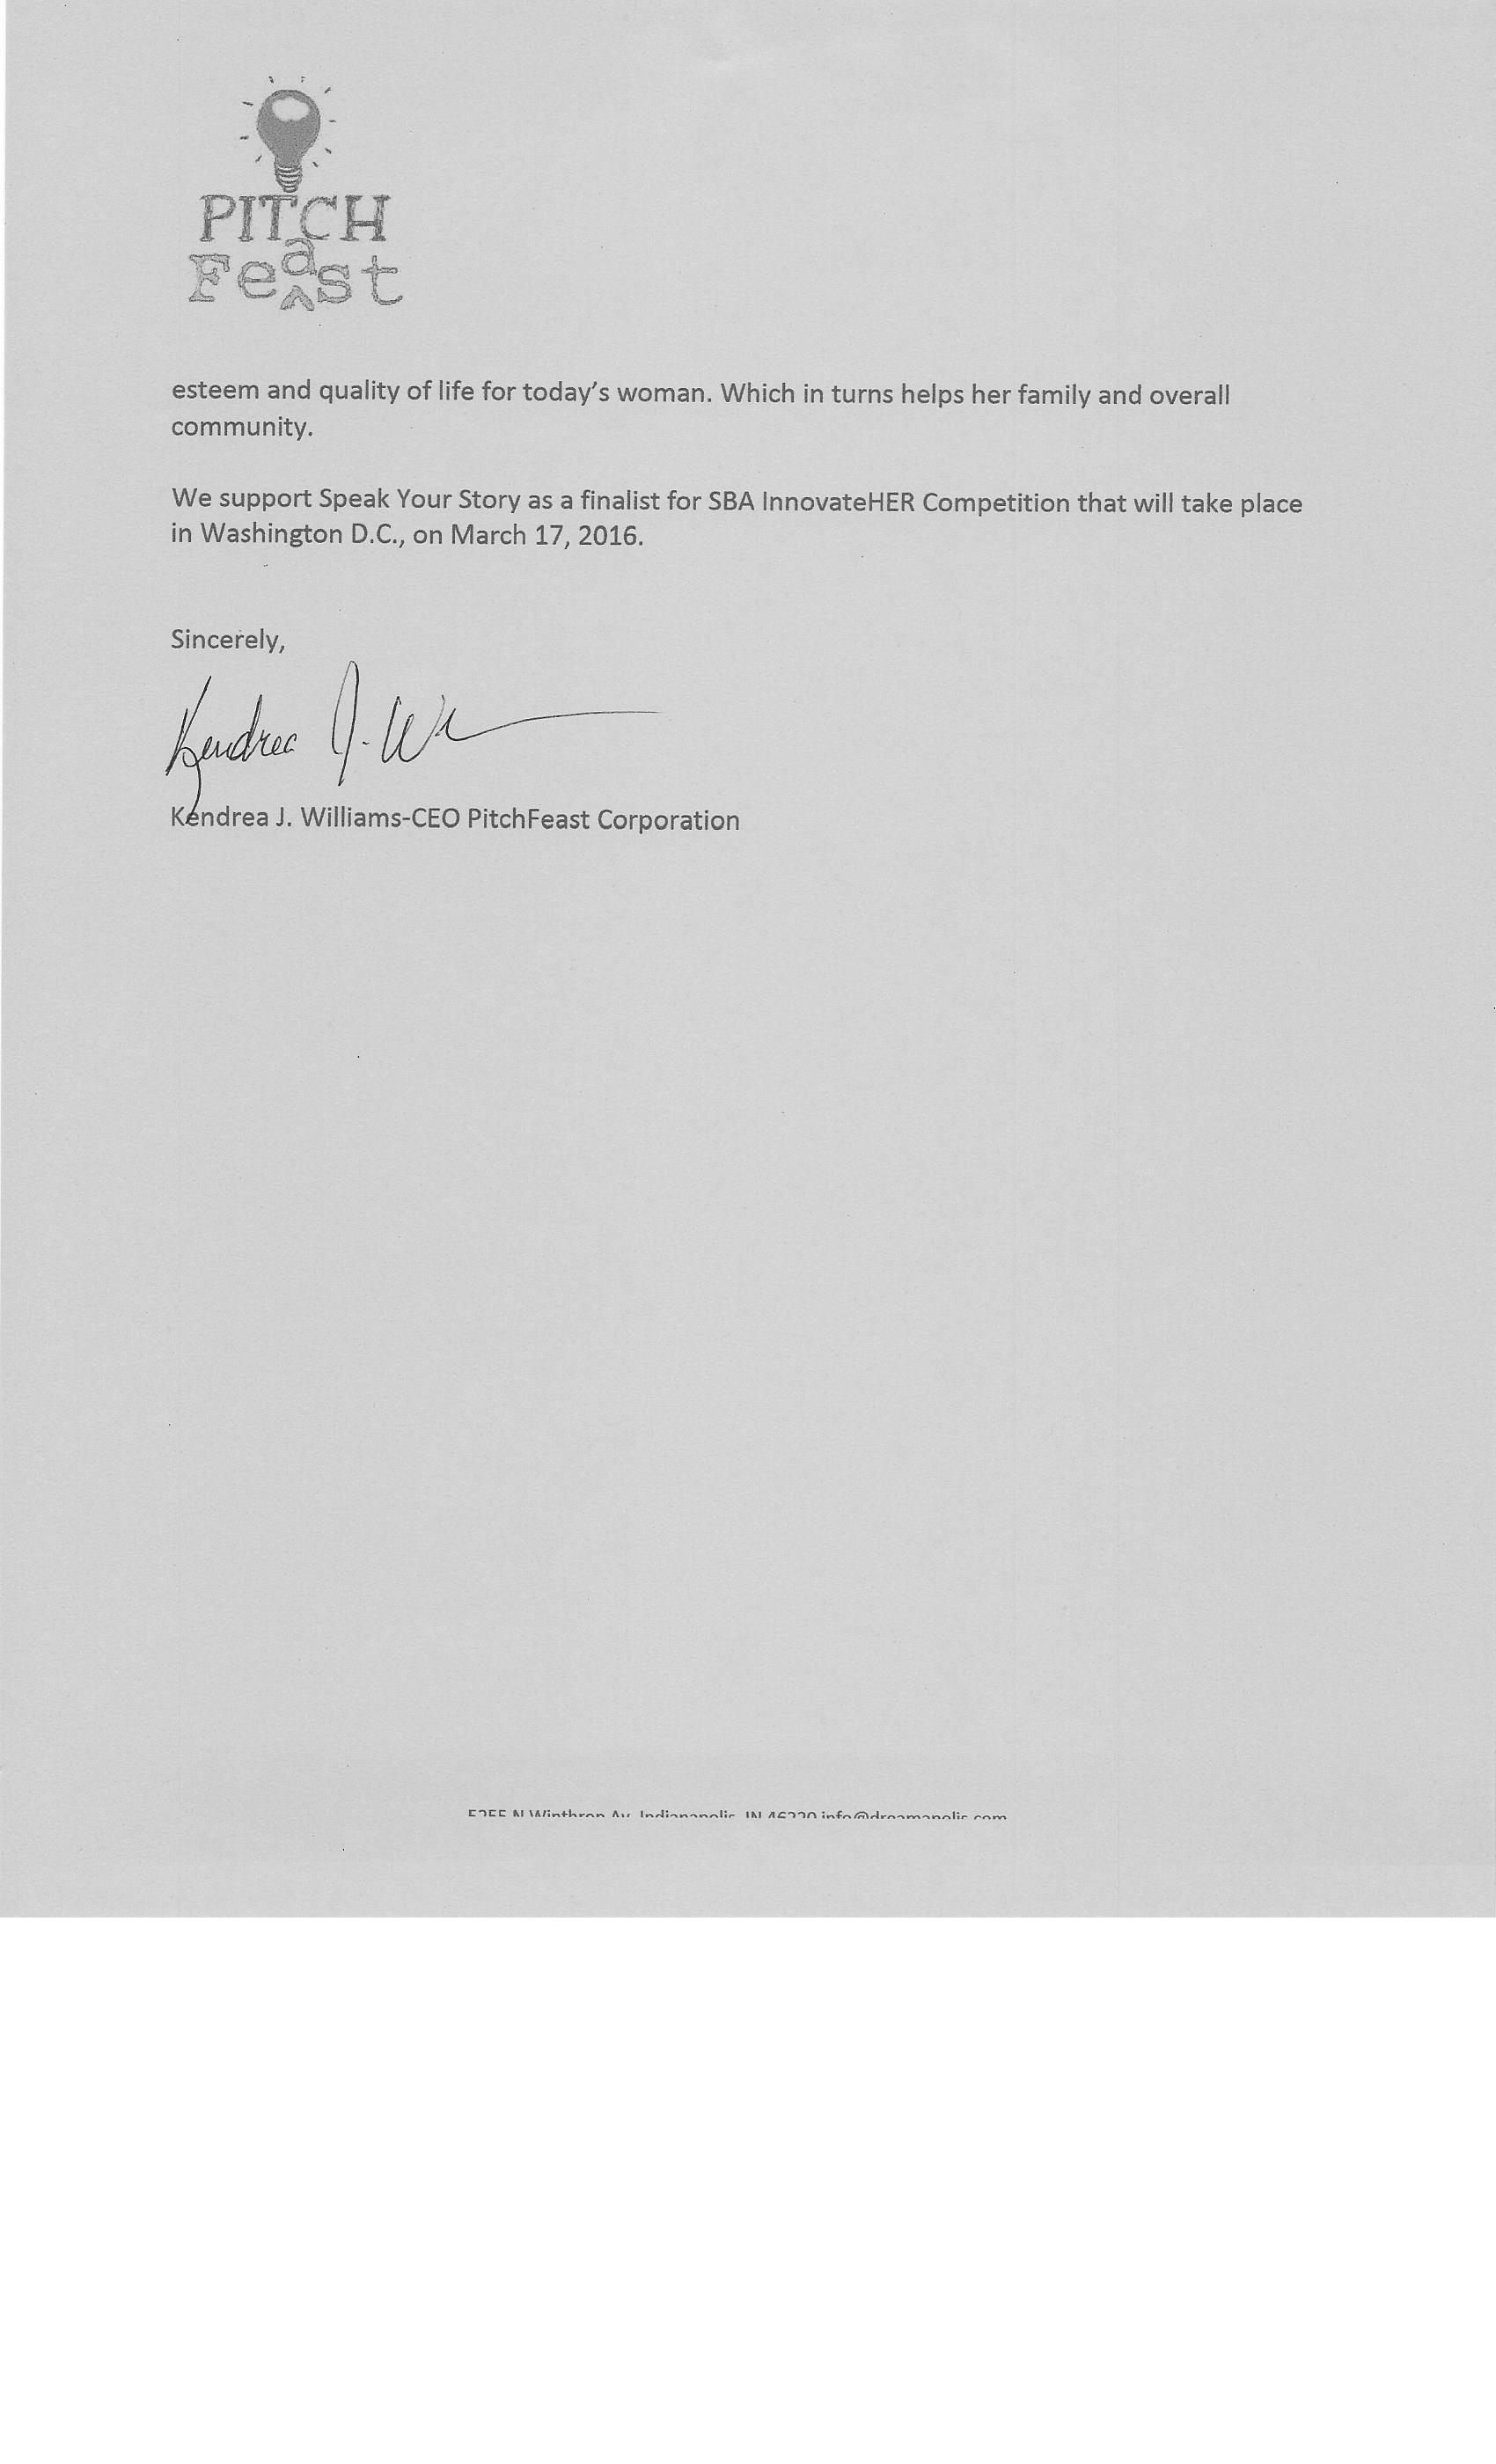 PITCH
Feast
esteem and quality of life for today's woman. Which in turns helps her family and overall
community.
We support Speak Your Story as a finalist for SBA InnovateHER Competition that will take place
in Washington D.C., on March 17, 2016.
Sincerely,
Kendrea J. W
Kendrea J. Williams-CEO PitchFeast Corporation
N Winthrop Av. Indianapolis, IN 46220 info@dreamapolis.com